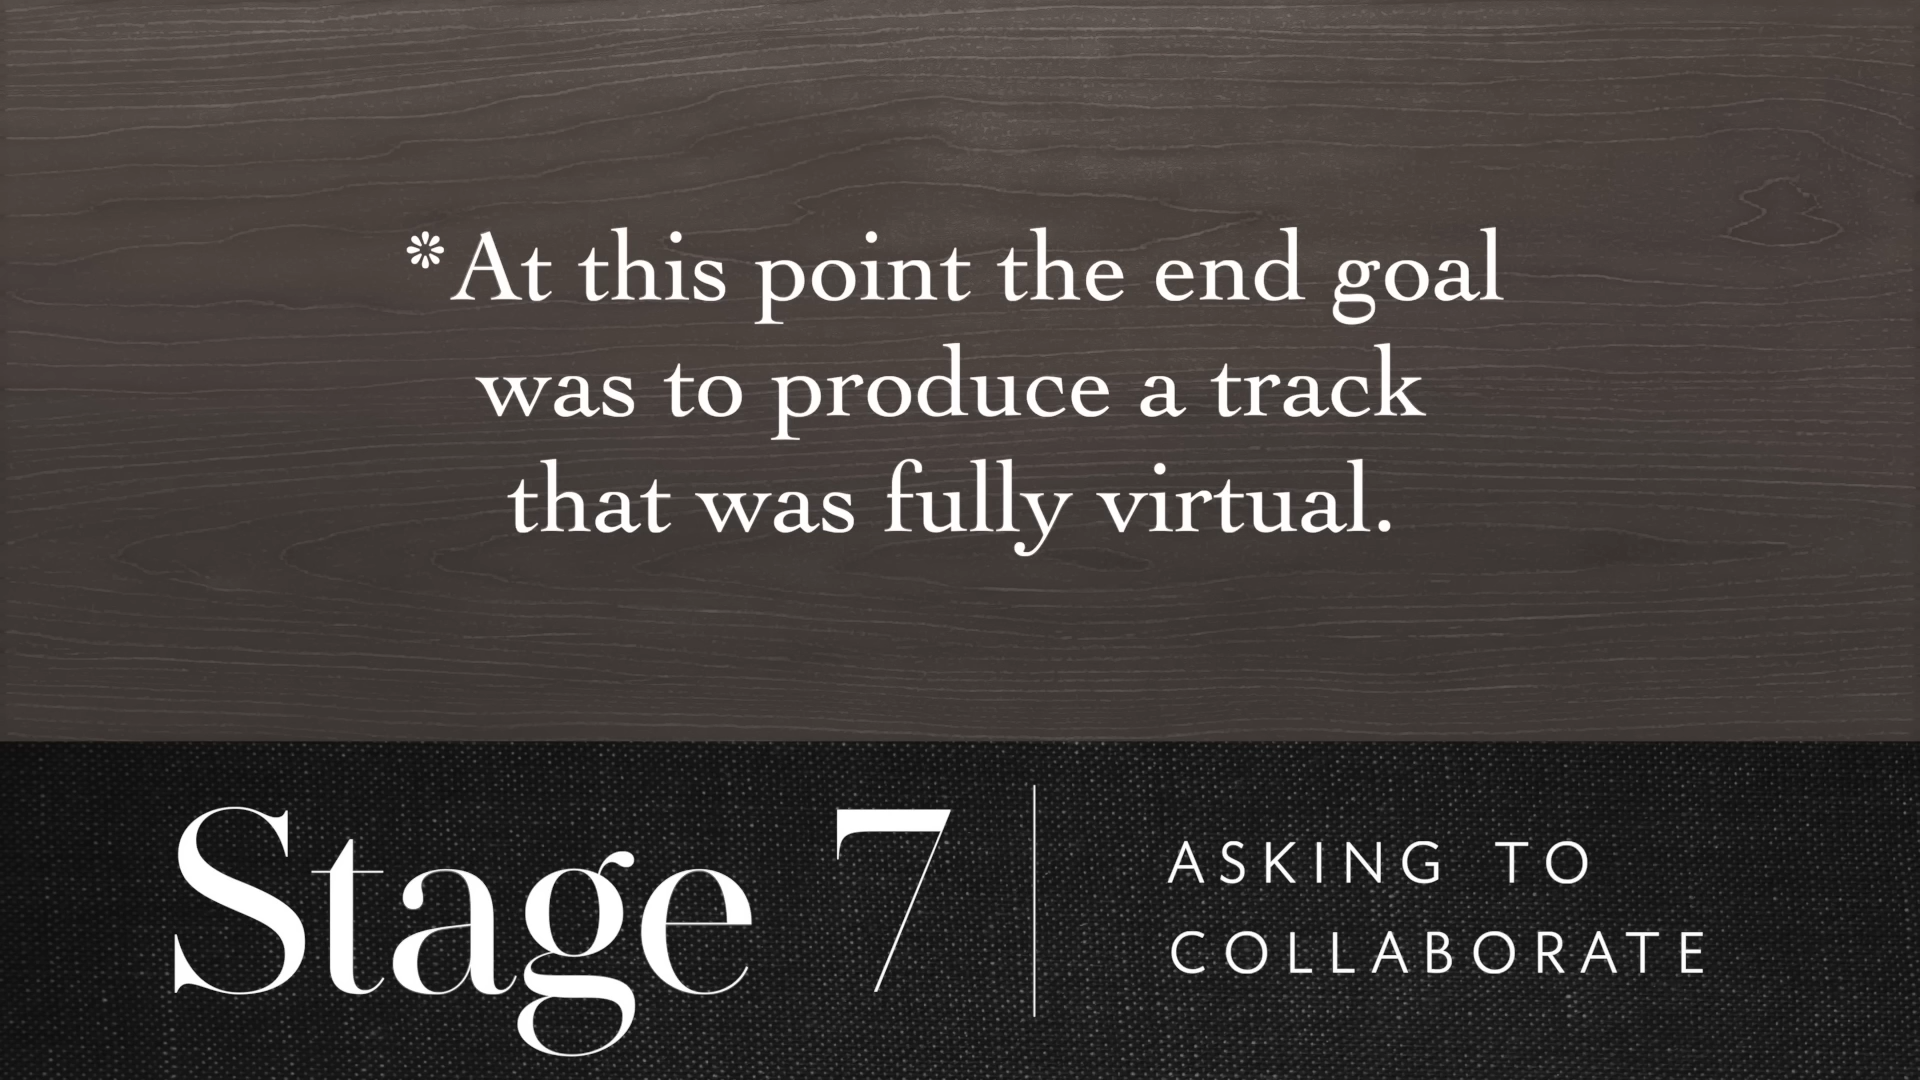 *At this point the end goal
was to produce a track
that was fully virtual.
Stage 7
ASKING TO
COLLABORATE